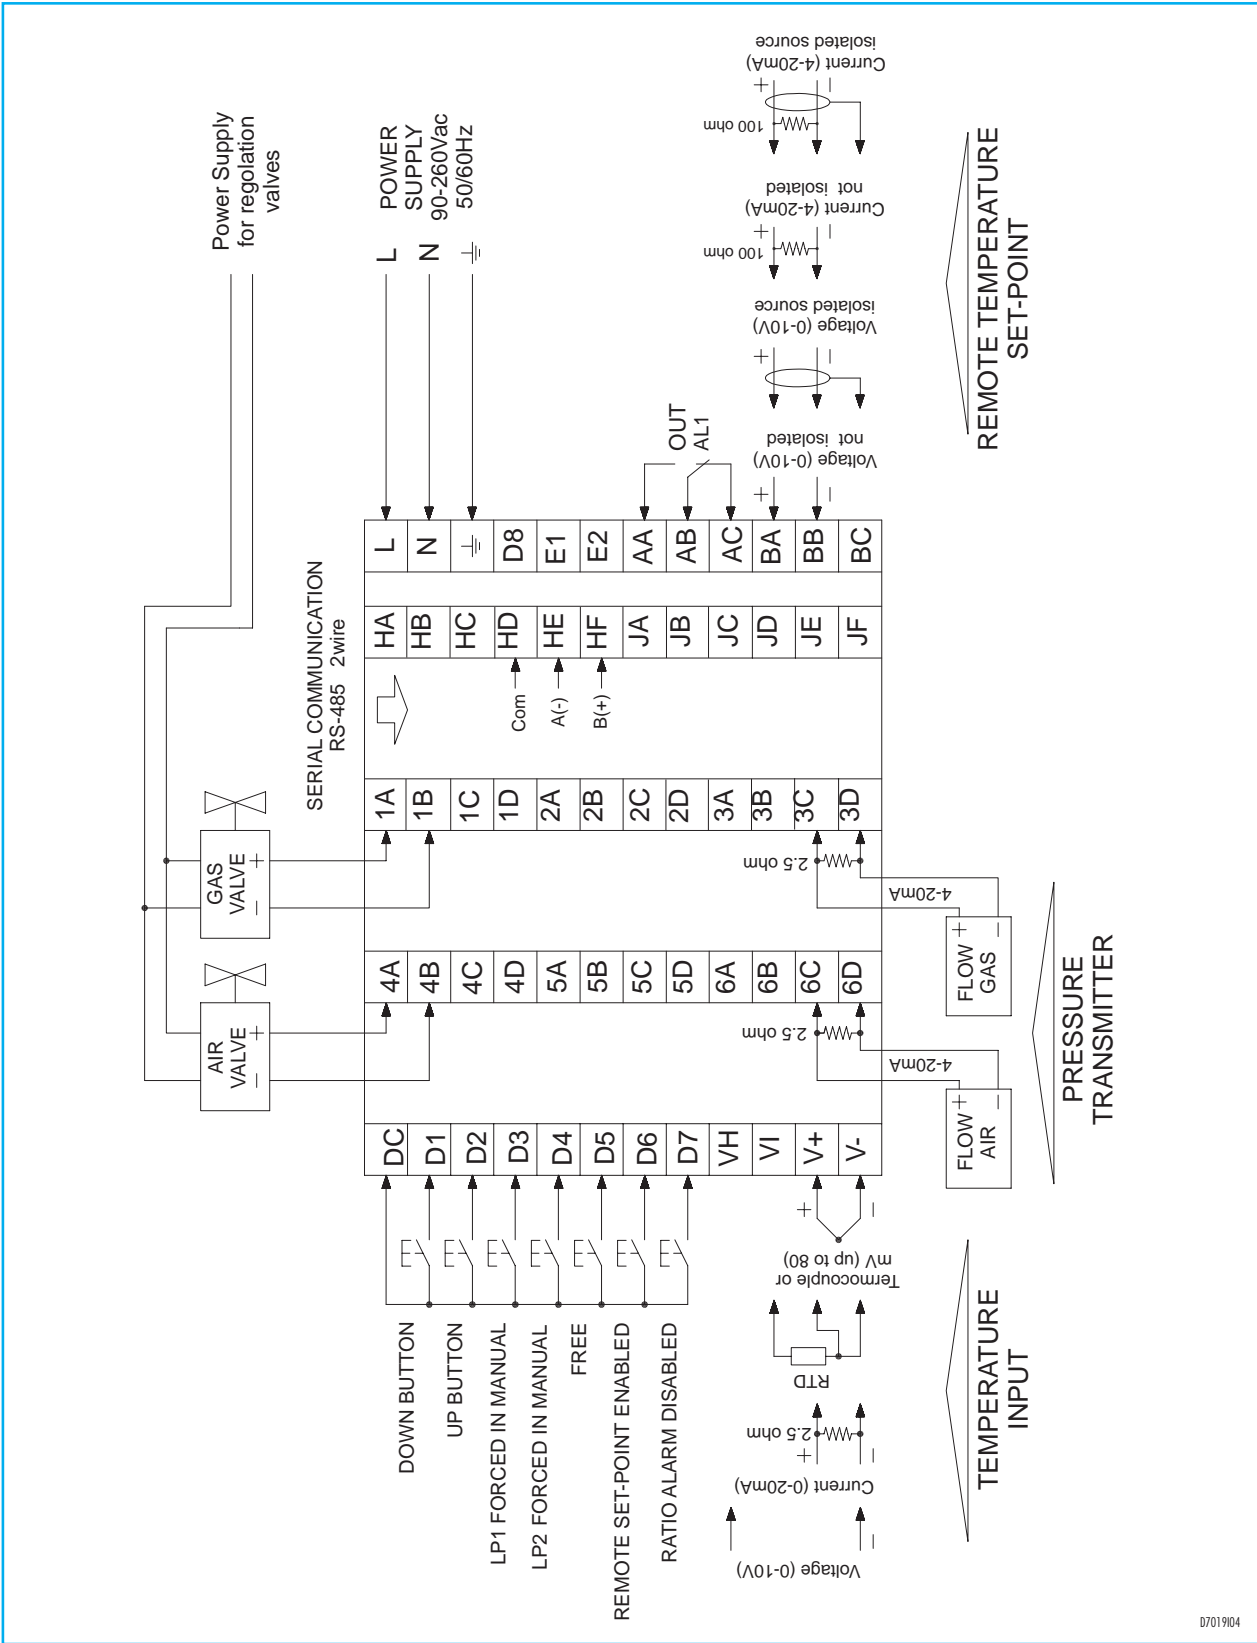 Power Supply
for regolation
valves
L
N
POWER
SUPPLY
90-260Vac
50/60Hz
SERIAL COMMUNICATION
RS-485 2wire
GAS
VALVE
+
−
AIR
VALVE
+
−
L
N
D8
E1
E2
AA
AB
AC
BA
BB
BC
OUT
AL1
HA
HB
HC
HD
HE
HF
JA
JB
JC
JD
JE
JF
Com
A(-)
B(+)
1A
1B
1C
1D
2A
2B
2C
2D
3A
3B
3C
3D
4A
4B
4C
4D
5A
5B
5C
5D
6A
6B
6C
6D
DC
D1
D2
D3
D4
D5
D6
D7
VH
VI
V+
V-
DOWN BUTTON
UP BUTTON
LP1 FORCED IN MANUAL
LP2 FORCED IN MANUAL
FREE
REMOTE SET-POINT ENABLED
RATIO ALARM DISABLED
Current (4-20mA)
isolated source
+
−
100 ohm
Current (4-20mA)
not isolated
+
−
100 ohm
Voltage (0-10V)
isolated source
+
−
Voltage (0-10V)
not isolated
+
−
REMOTE TEMPERATURE
SET-POINT
2.5 ohm
4-20mA
FLOW
GAS
+
−
2.5 ohm
4-20mA
FLOW
AIR
+
−
PRESSURE
TRANSMITTER
+
−
Termocouple or
mV (up to 80)
RTD
2.5 ohm
+
−
Current (0-20mA)
−
Voltage (0-10V)
TEMPERATURE
INPUT
D7019I04